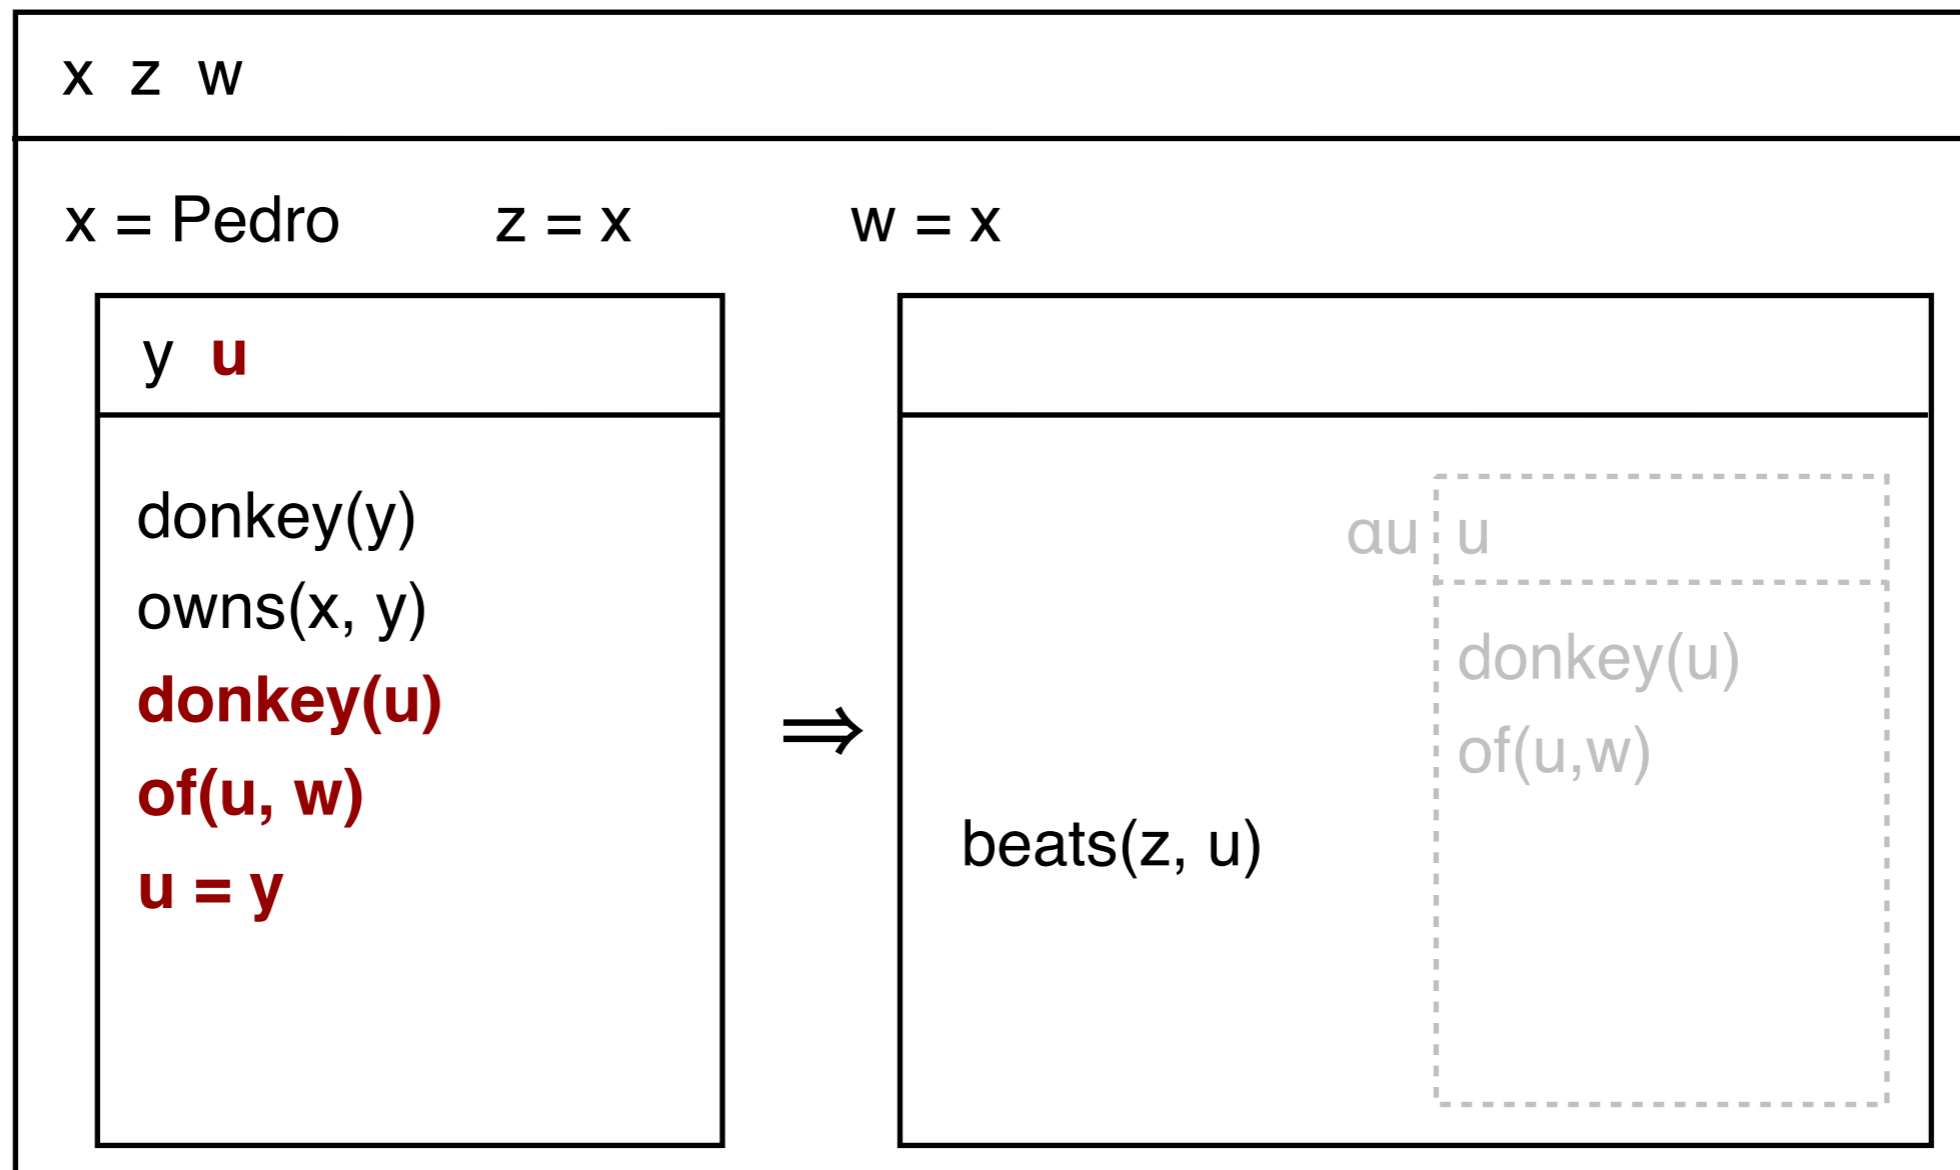 x z w
x = Pedro z = x w = x
y u
donkey(y)
owns(x, y)
donkey(u)
of(u, w)
u = y
⇒
beats(z, u)
αu u
donkey(u)
of(u,w)